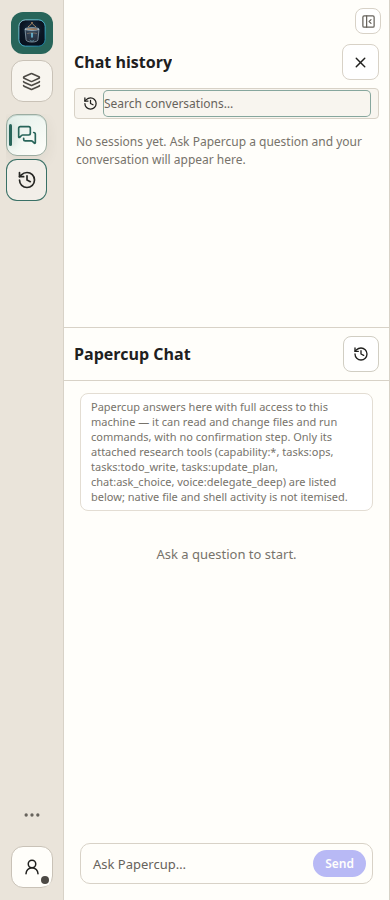 Chat history
Search conversations...
No sessions yet. Ask Papercup a question and your
conversation will appear here.
Papercup Chat
Papercup answers here with full access to this
machine — it can read and change files and run
commands, with no confirmation step. Only its
attached research tools (capability:*, tasks:ops,
tasks:todo_write, tasks:update_plan,
chat:ask_choice, voice:delegate_deep) are listed
below; native file and shell activity is not itemised.
Ask a question to start.
Ask Papercup...
Send